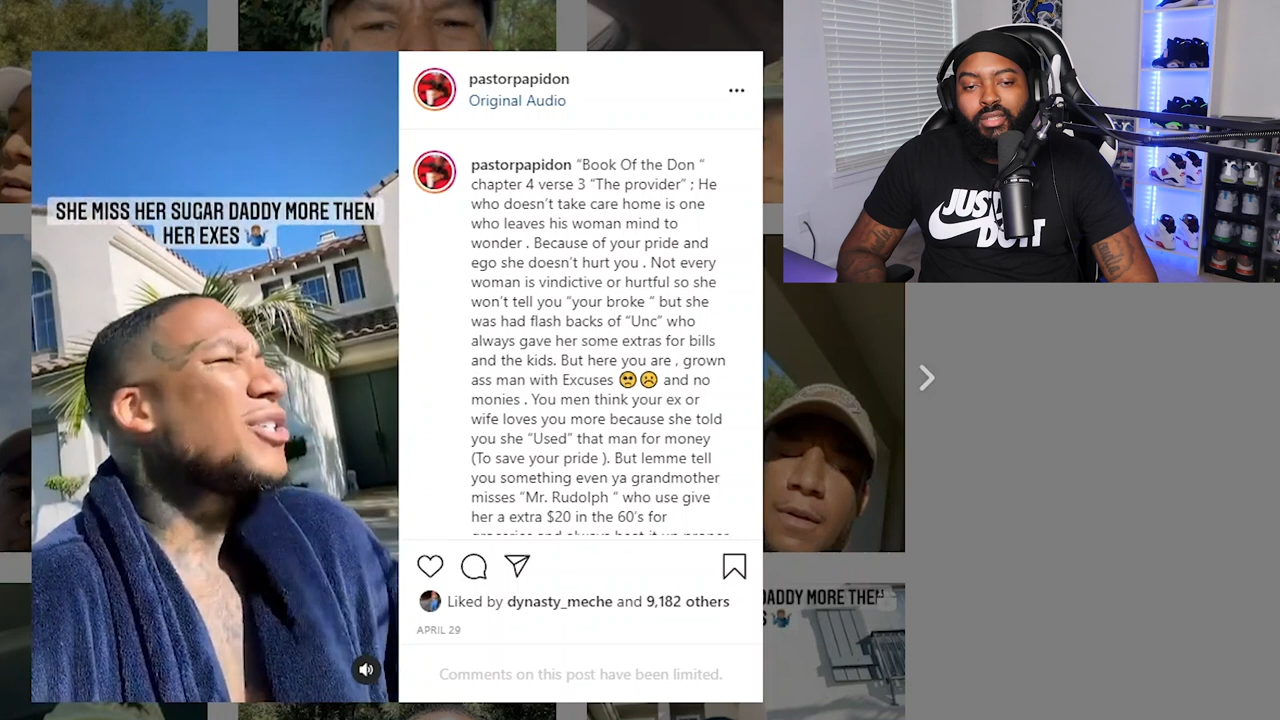 SHE MISS HER SUGAR DADDY MORE THEN
HER EXES 🤷🏽‍♂️
pastorpapidon
Original Audio
pastorpapidon “Book Of the Don “
chapter 4 verse 3 “The provider” ; He
who doesn’t take care home is one
who leaves his woman mind to
wonder . Because of your pride and
ego she doesn’t hurt you . Not every
woman is vindictive or hurtful so she
won’t tell you “your broke “ but she
was had flash backs of “Unc” who
always gave her some extras for bills
and the kids. But here you are , grown
ass man with Excuses 🥺☹️ and no
monies . You men think your ex or
wife loves you more because she told
you she “Used” that man for money
(To save your pride ). But lemme tell
you something even ya grandmother
misses “Mr. Rudolph “ who use give
her a extra $20 in the 60’s for
Liked by dynasty_meche and 9,182 others
APRIL 29
Comments on this post have been limited.
JUST
DO IT
DADDY MORE THEN